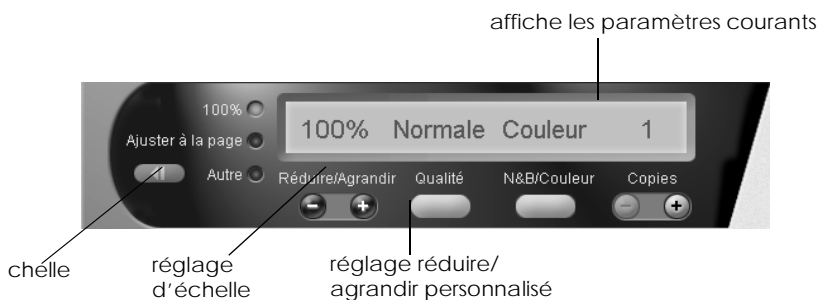 affiche les paramètres courants
100%
100% Normale Couleur 1
Ajuster à la page
Autre
Réduire/Agrandir Qualité N&B/Couleur Copies
chelle
réglage
d'échelle
réglage réduire/
agrandir personnalisé